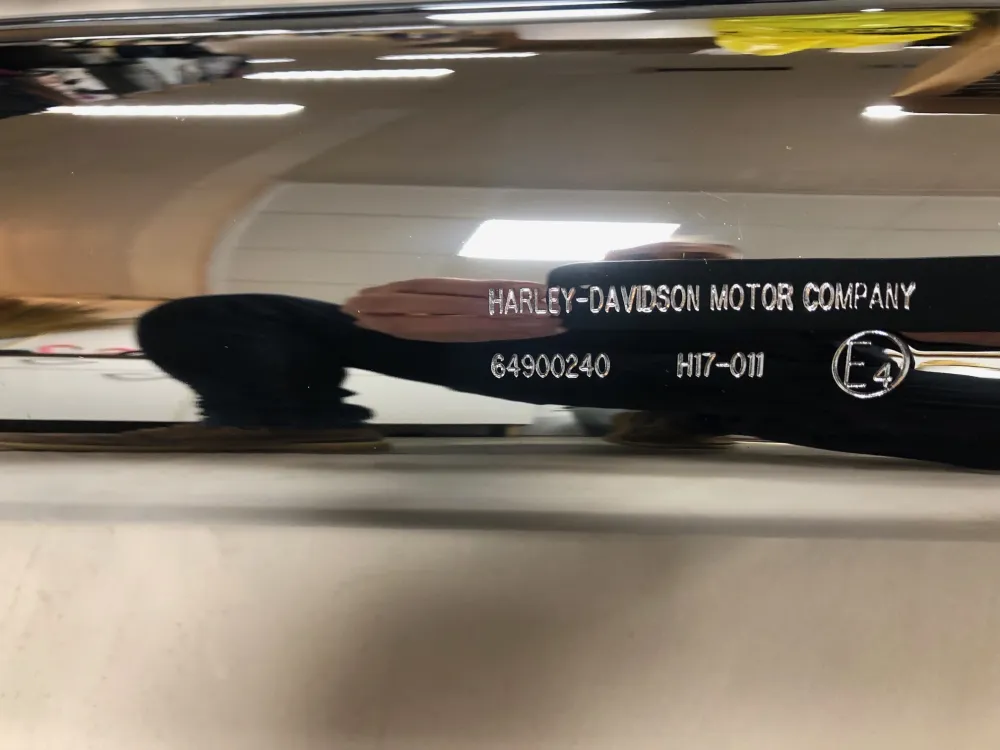 HARLEY-DAVIDSON MOTOR COMPANY
64900240 H17-011 E4